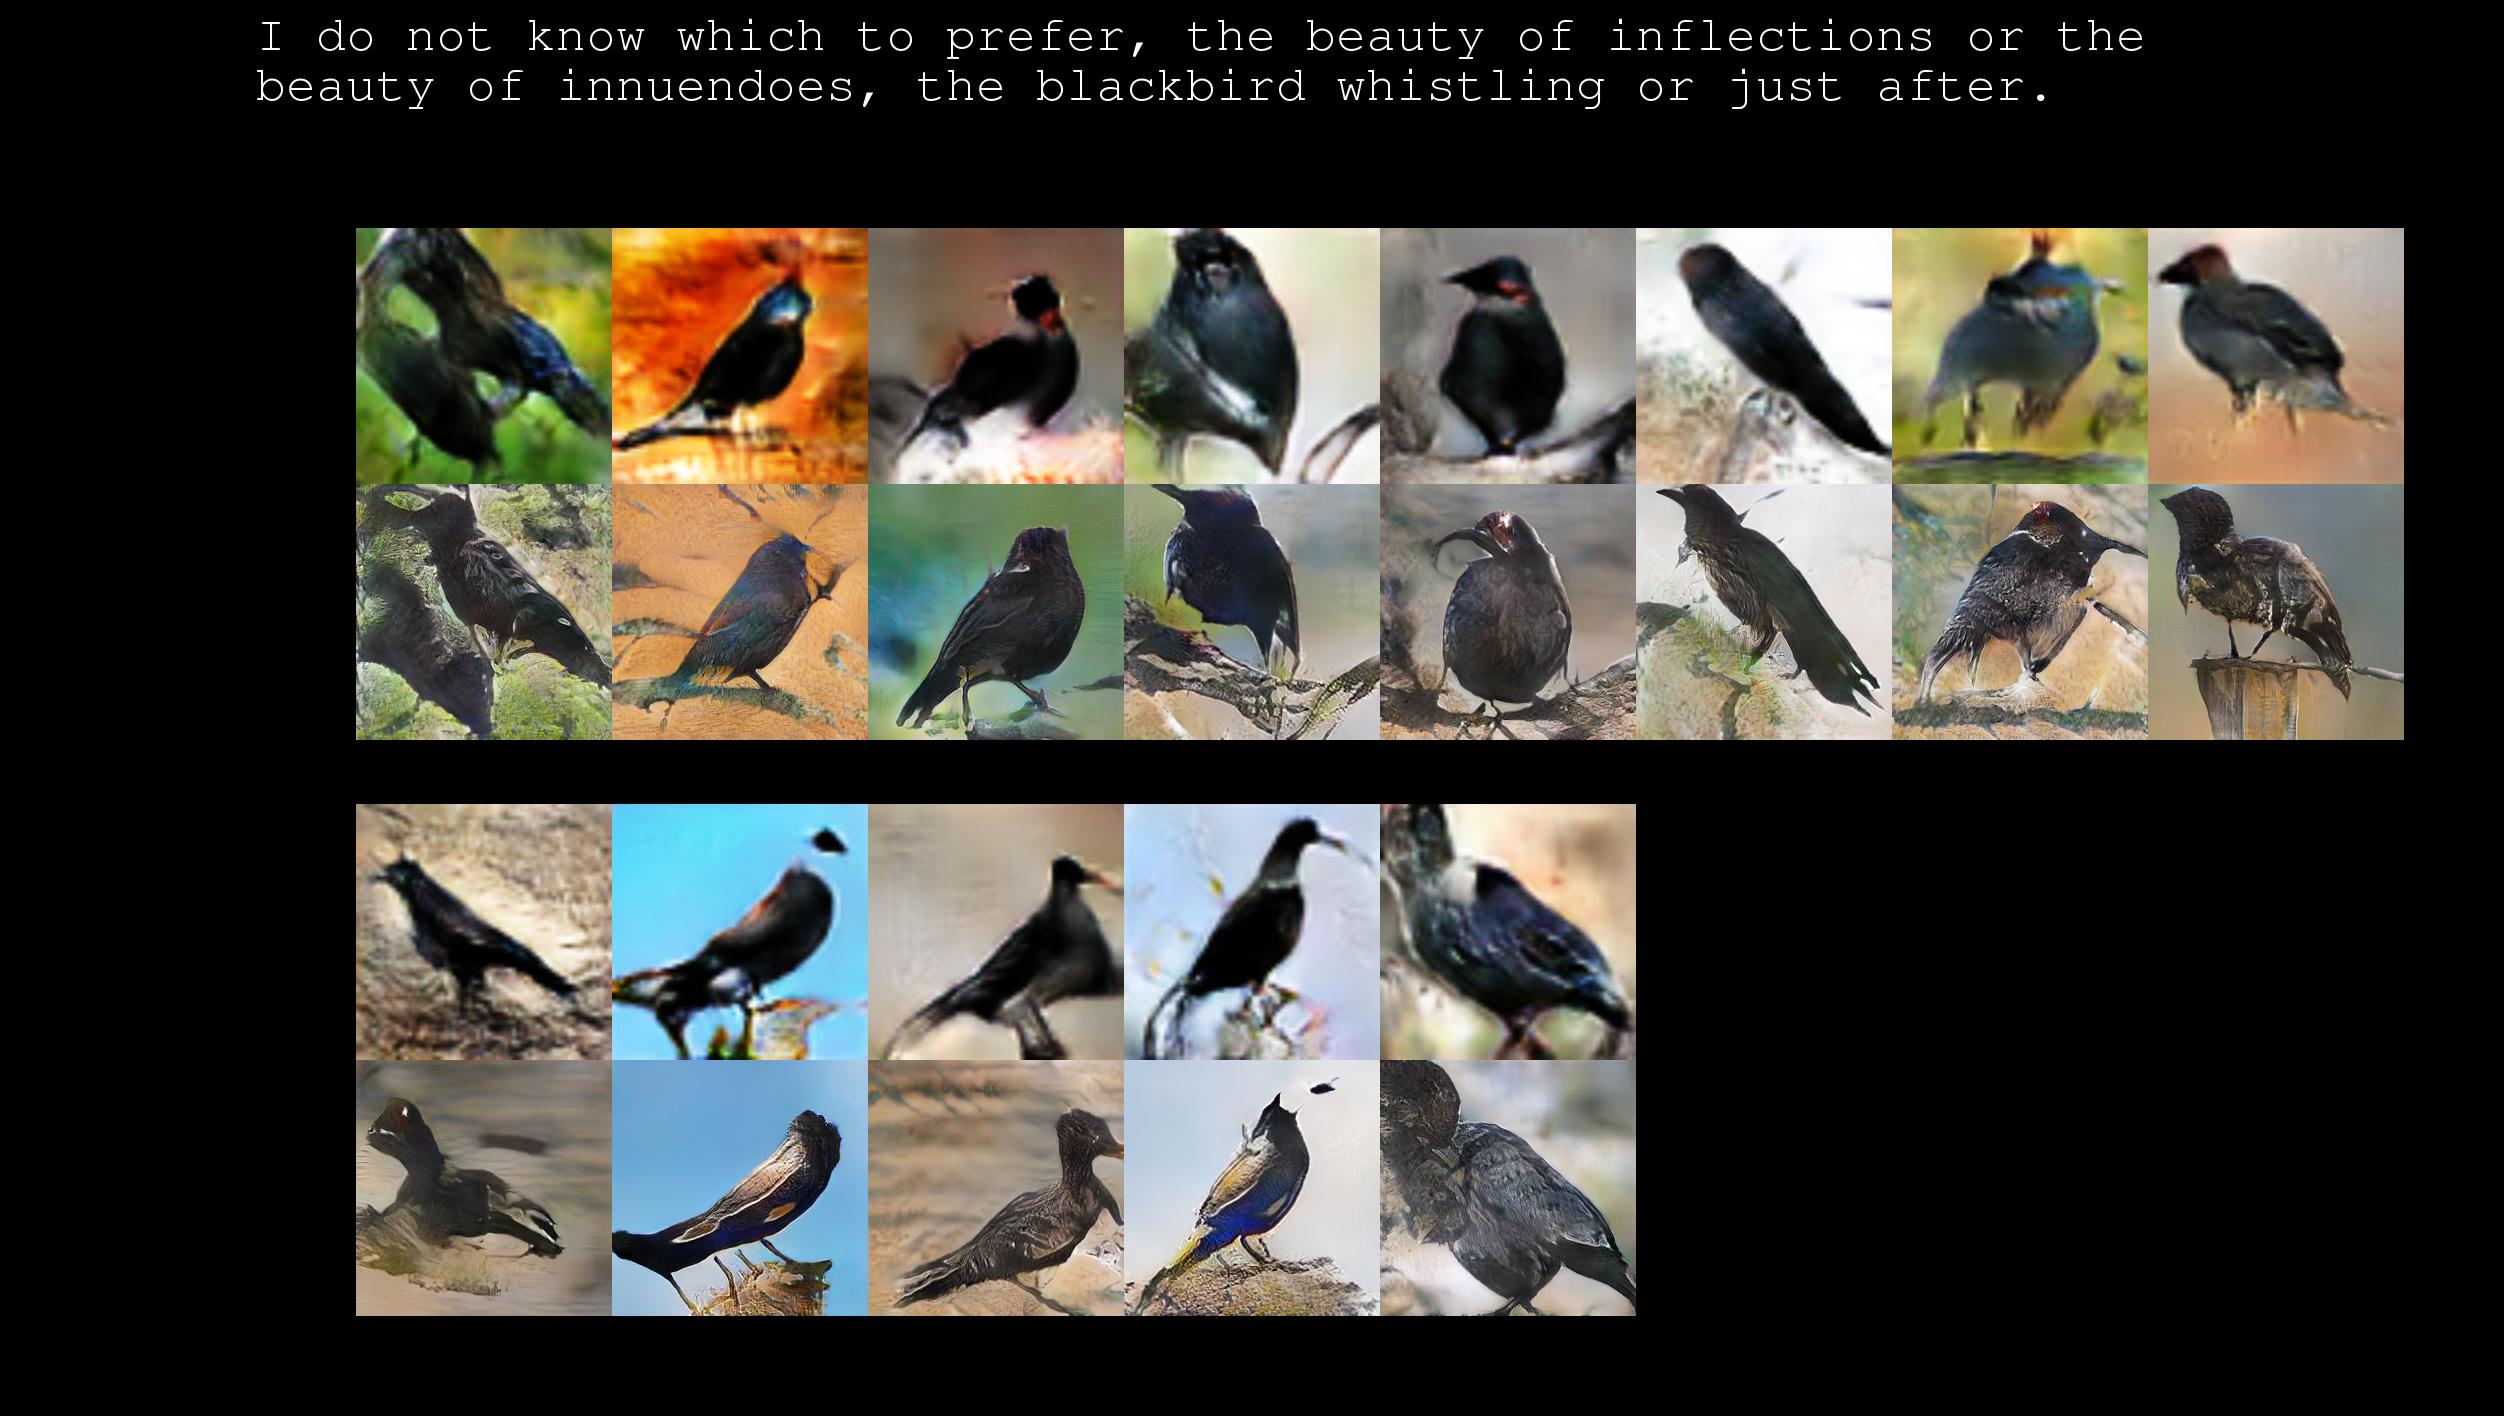 I do not know which to prefer, the beauty of inflections or the
beauty of innuendoes, the blackbird whistling or just after.